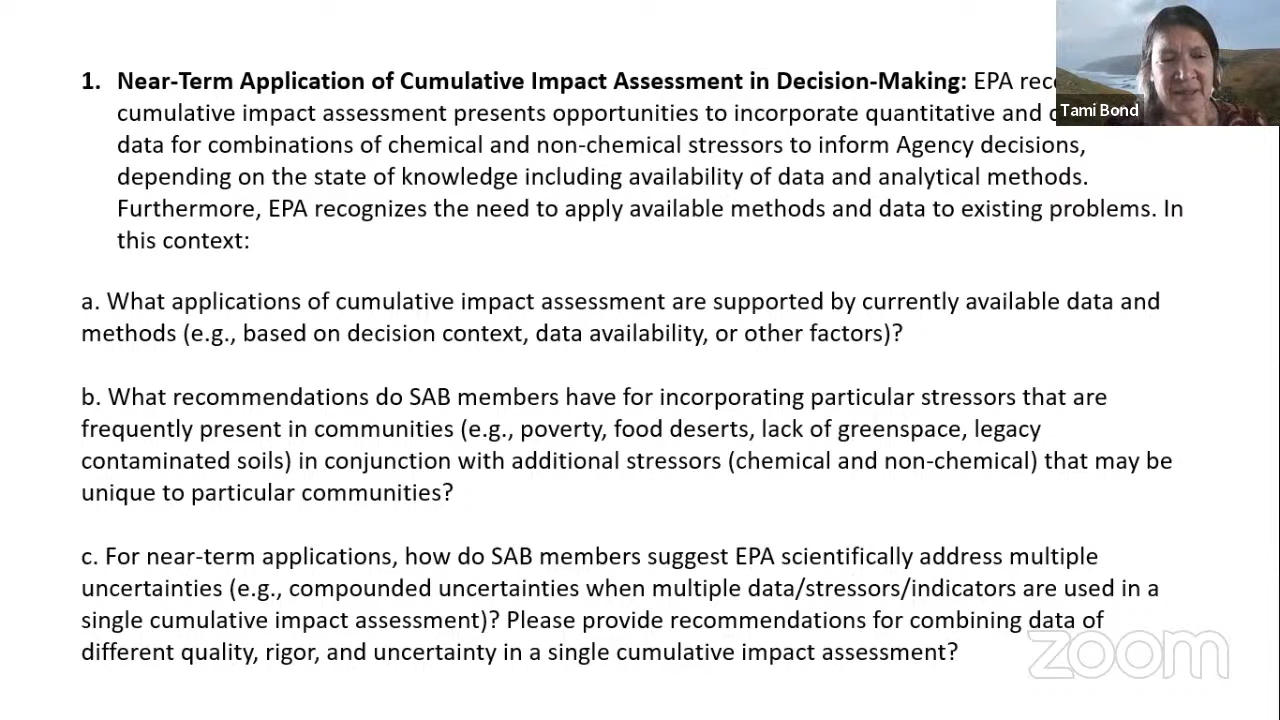 1. Near-Term Application of Cumulative Impact Assessment in Decision-Making: EPA
cumulative impact assessment presents opportunities to incorporate quantitative and
Tami Bond
data for combinations of chemical and non-chemical stressors to inform Agency decisions,
depending on the state of knowledge including availability of data and analytical methods.
Furthermore, EPA recognizes the need to apply available methods and data to existing problems. In
this context:
a. What applications of cumulative impact assessment are supported by currently available data and
methods (e.g., based on decision context, data availability, or other factors)?
b. What recommendations do SAB members have for incorporating particular stressors that are
frequently present in communities (e.g., poverty, food deserts, lack of greenspace, legacy
contaminated soils) in conjunction with additional stressors (chemical and non-chemical) that may be
unique to particular communities?
c. For near-term applications, how do SAB members suggest EPA scientifically address multiple
uncertainties (e.g., compounded uncertainties when multiple data/stressors/indicators are used in a
single cumulative impact assessment)? Please provide recommendations for combining data of
different quality, rigor, and uncertainty in a single cumulative impact assessment?
zoom